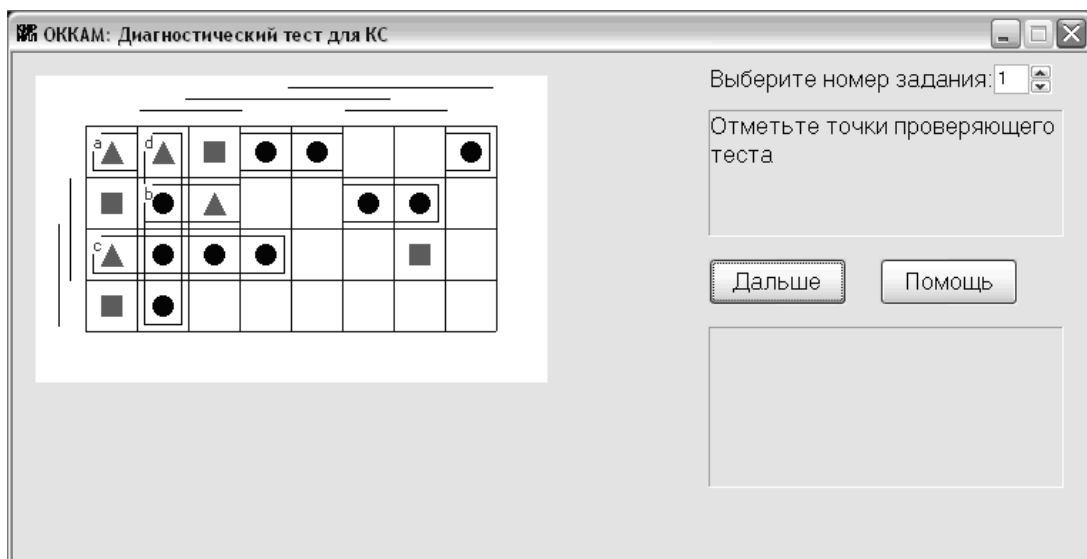 ОККАМ: Диагностический тест для КС
Выберите номер задания: 1
Отметьте точки проверяющего
теста
a
d
b
c
Дальше
Помощь